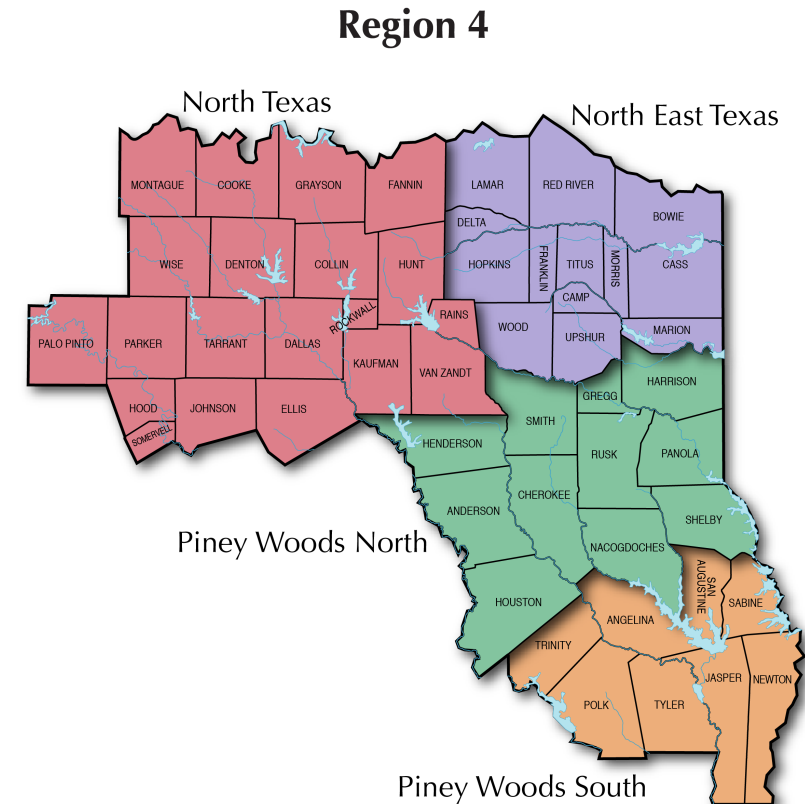 Region 4
North Texas
North East Texas
MONTAGUE
COOKE
GRAYSON
FANNIN
LAMAR
RED RIVER
BOWIE
DELTA
WISE
DENTON
COLLIN
HUNT
HOPKINS
FRANKLIN
TITUS
MORRIS
CASS
CAMP
PALO PINTO
PARKER
TARRANT
DALLAS
ROCKWALL
RAINS
WOOD
UPSHUR
MARION
KAUFMAN
VAN ZANDT
GREGG
HARRISON
HOOD
JOHNSON
ELLIS
SOMERVELL
HENDERSON
SMITH
RUSK
PANOLA
ANDERSON
CHEROKEE
SHELBY
Piney Woods North
NACOGDOCHES
HOUSTON
ANGELINA
SAN
AUGUSTINE
SABINE
TRINITY
POLK
TYLER
JASPER
NEWTON
Piney Woods South